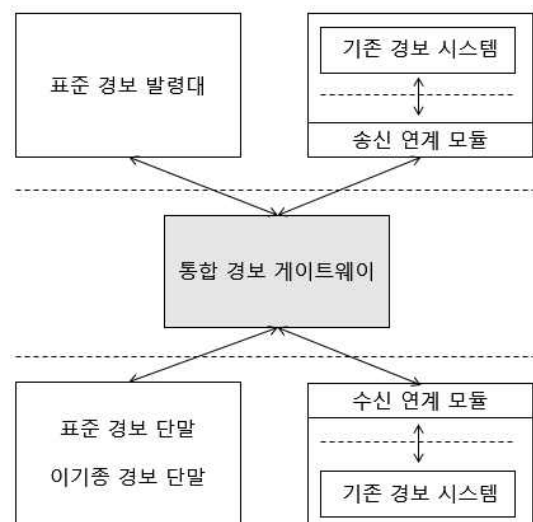 표준 경보 발령대
기존 경보 시스템
송신 연계 모듈
통합 경보 게이트웨이
표준 경보 단말
이기종 경보 단말
수신 연계 모듈
기존 경보 시스템